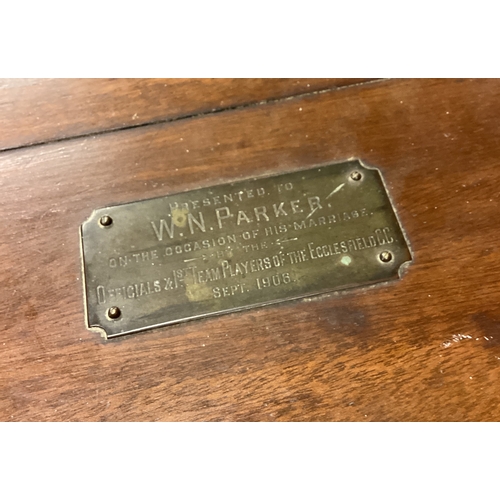 PRESENTED TO
W. N. PARKER.
ON THE OCCASION OF HIS MARRIAGE.
BY THE
OFFICIALS & 1ST TEAM PLAYERS OF THE ECCLESFIELD C.C.
SEPT. 1908.